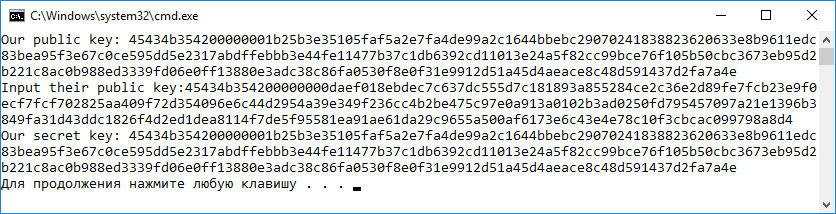 C:\Windows\system32\cmd.exe
Our public key: 45434b354200000001b25b3e35105faf5a2e7fa4de99a2c1644bbebc29070241838823620633e8b9611edc
83bea95f3e67c0ce595dd5e2317abdffebbb3e44fe11477b37c1db6392cd11013e24a5f82cc99bce76f105b50cbc3673eb95d2
b221c8ac0b988ed3339fd06e0ff13880e3adc38c86fa0530f8e0f31e9912d51a45d4aeace8c48d591437d2fa7a4e
Input their public key:45434b354200000000daef018ebdec7c637dc555d7c181893a855284ce2c36e2d89fe7fcb23e9f0
ecf7fcf702825aa409f72d354096e6c44d2954a39e349f236cc4b2be475c97e0a913a0102b3ad0250fd795457097a21e1396b3
849fa31d43ddc1826f4d2ed1dea8114f7de5f95581ea91ae61da29c9655a500af6173e6c43e4e78c10f3cbcac099798a8d4
Our secret key: 45434b354200000001b25b3e35105faf5a2e7fa4de99a2c1644bbebc29070241838823620633e8b9611edc
83bea95f3e67c0ce595dd5e2317abdffebbb3e44fe11477b37c1db6392cd11013e24a5f82cc99bce76f105b50cbc3673eb95d2
b221c8ac0b988ed3339fd06e0ff13880e3adc38c86fa0530f8e0f31e9912d51a45d4aeace8c48d591437d2fa7a4e
Для продолжения нажмите любую клавишу . . .